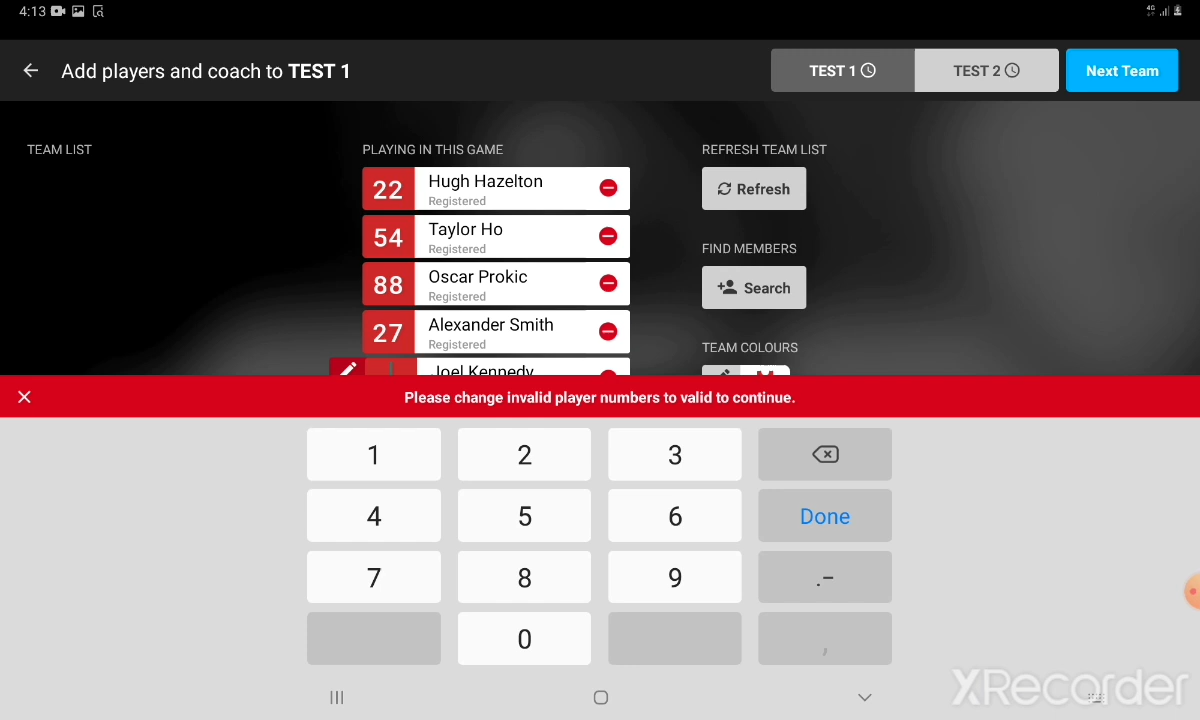 4:13
4G
Add players and coach to TEST 1
TEST 1
TEST 2
Next Team
TEAM LIST
PLAYING IN THIS GAME
REFRESH TEAM LIST
22
Hugh Hazelton
Registered
Refresh
54
Taylor Ho
Registered
FIND MEMBERS
88
Oscar Prokic
Registered
Search
27
Alexander Smith
Registered
TEAM COLOURS
Joel Kennedy
Please change invalid player numbers to valid to continue.
1
2
3
4
5
6
Done
7
8
9
.-
0
,
XRecorder